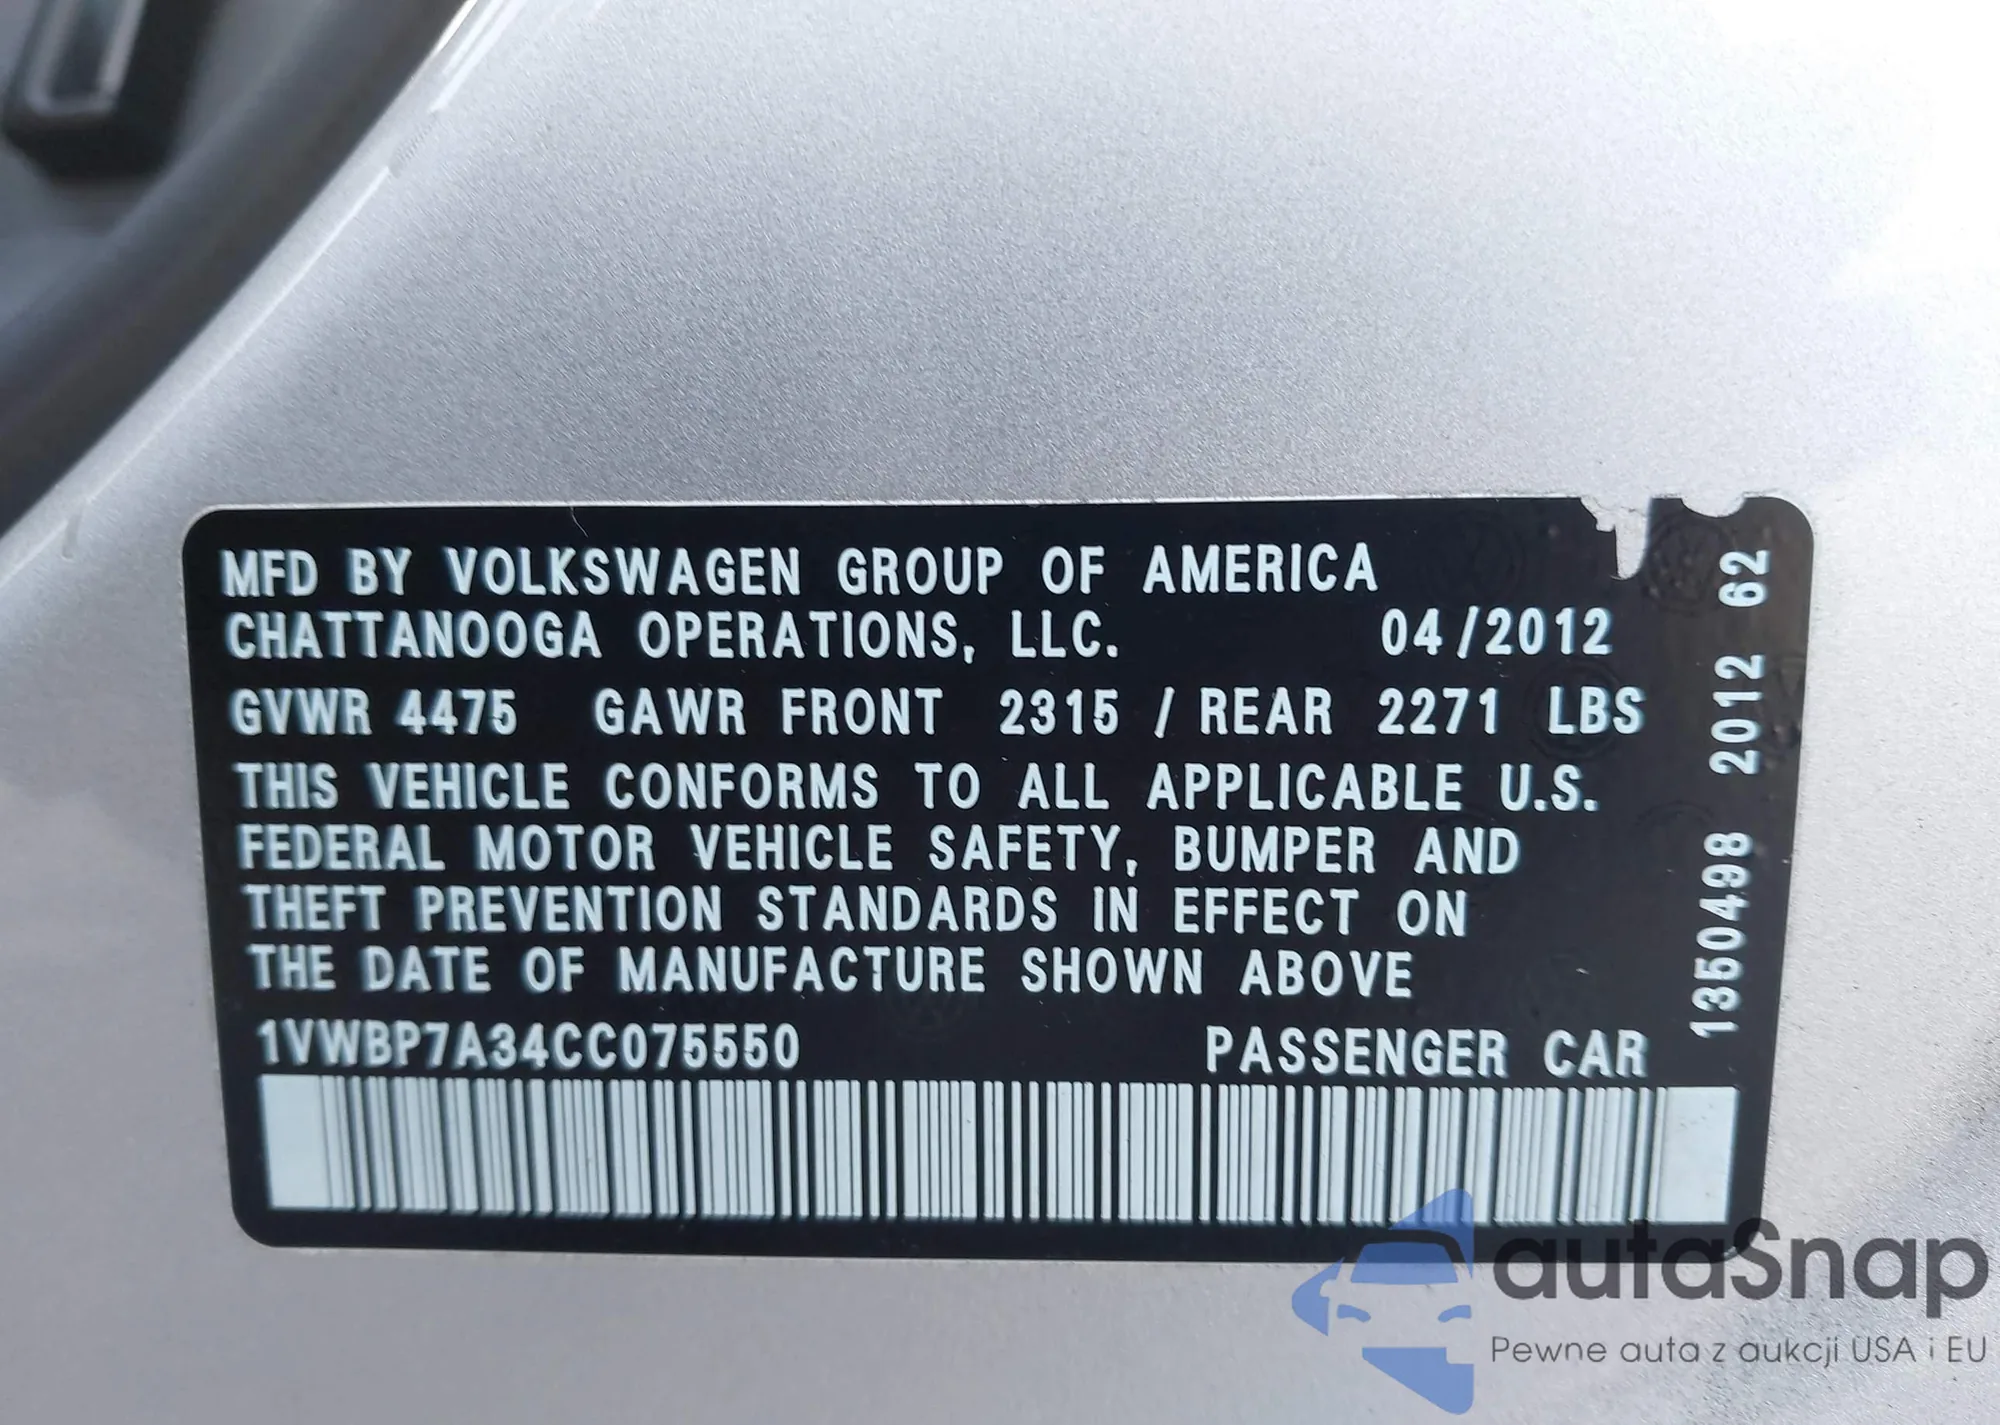 MFD BY VOLKSWAGEN GROUP OF AMERICA
CHATTANOOGA OPERATIONS, LLC. 04/2012
GVWR 4475 GAWR FRONT 2315 / REAR 2271 LBS
THIS VEHICLE CONFORMS TO ALL APPLICABLE U.S.
FEDERAL MOTOR VEHICLE SAFETY, BUMPER AND
THEFT PREVENTION STANDARDS IN EFFECT ON
THE DATE OF MANUFACTURE SHOWN ABOVE
1VWBP7A34CC075550 PASSENGER CAR
1350498 2012 62
autaSnap
Pewne auta z aukcji USA i EU